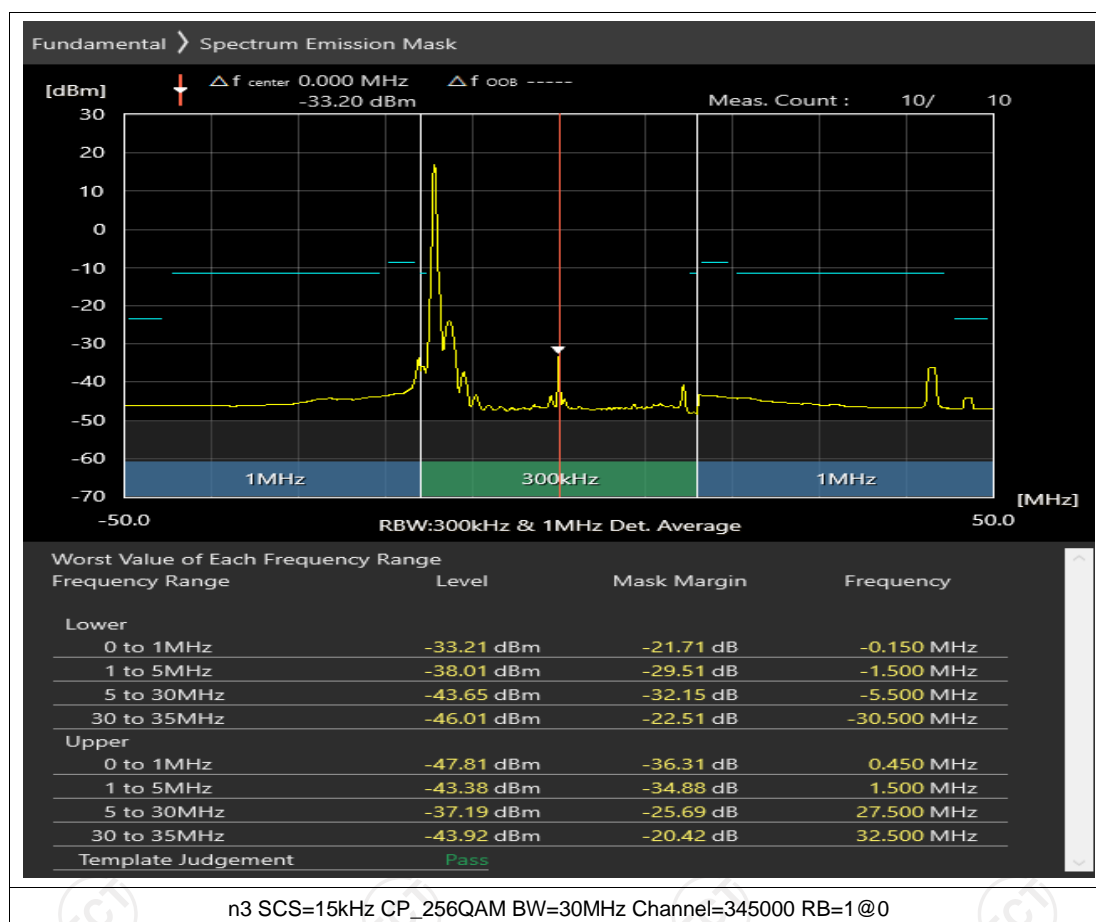 Fundamental ❯ Spectrum Emission Mask
△f center 0.000 MHz △f OOB -----
[dBm] -33.20 dBm Meas. Count : 10/ 10
30
20
10
0
-10
-20
-30
-40
-50
-60
1MHz 300kHz 1MHz
-70
[MHz]
-50.0 RBW:300kHz & 1MHz Det. Average 50.0
Worst Value of Each Frequency Range
Frequency Range Level Mask Margin Frequency
Lower
0 to 1MHz -33.21 dBm -21.71 dB -0.150 MHz
1 to 5MHz -38.01 dBm -29.51 dB -1.500 MHz
5 to 30MHz -43.65 dBm -32.15 dB -5.500 MHz
30 to 35MHz -46.01 dBm -22.51 dB -30.500 MHz
Upper
0 to 1MHz -47.81 dBm -36.31 dB 0.450 MHz
1 to 5MHz -43.38 dBm -34.88 dB 1.500 MHz
5 to 30MHz -37.19 dBm -25.69 dB 27.500 MHz
30 to 35MHz -43.92 dBm -20.42 dB 32.500 MHz
Template Judgement Pass
n3 SCS=15kHz CP_256QAM BW=30MHz Channel=345000 RB=1@0